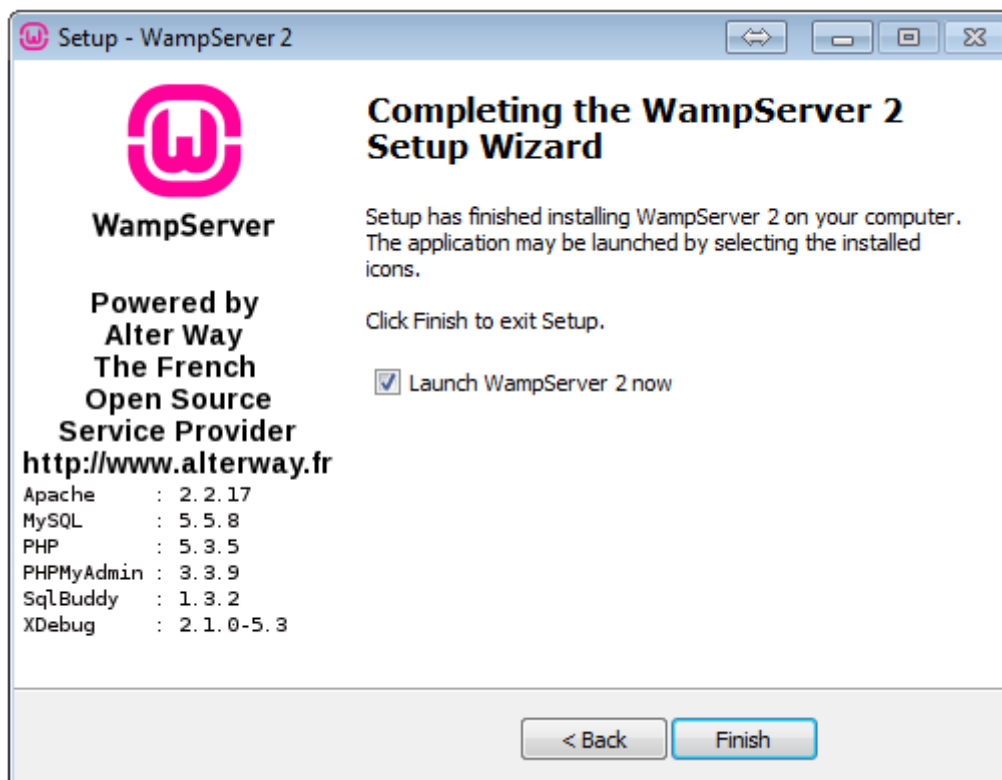 Setup - WampServer 2
WampServer
Powered by
Alter Way
The French
Open Source
Service Provider
http://www.alterway.fr
Apache : 2.2.17
MySQL : 5.5.8
PHP : 5.3.5
PHPMyAdmin : 3.3.9
SqlBuddy : 1.3.2
XDebug : 2.1.0-5.3
Completing the WampServer 2
Setup Wizard
Setup has finished installing WampServer 2 on your computer.
The application may be launched by selecting the installed
icons.
Click Finish to exit Setup.
Launch WampServer 2 now
< Back
Finish